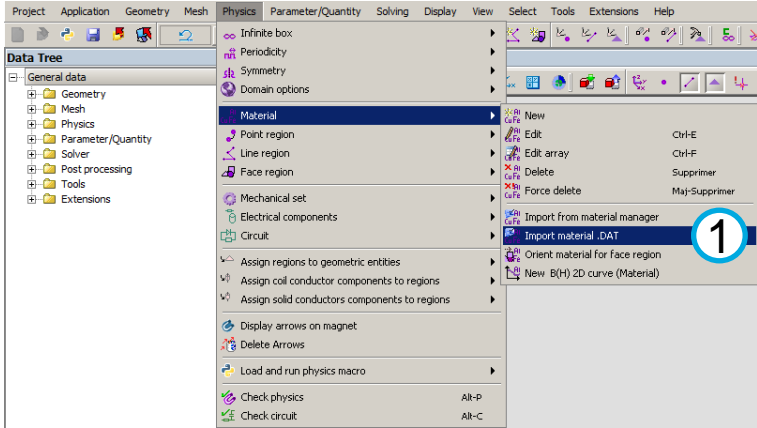 Project Application Geometry Mesh Physics Parameter/Quantity Solving Display View Select Tools Extensions Help
Data Tree
General data
Geometry
Mesh
Physics
Parameter/Quantity
Solver
Post processing
Tools
Extensions
Infinite box
Periodicity
Symmetry
Domain options
Material
Point region
Line region
Face region
Mechanical set
Electrical components
Circuit
Assign regions to geometric entities
Assign coil conductor components to regions
Assign solid conductors components to regions
Display arrows on magnet
Delete Arrows
Load and run physics macro
Check physics Alt-P
Check circuit Alt-C
New
Edit Ctrl-E
Edit array Ctrl-F
Delete Supprimer
Force delete Maj-Supprimer
Import from material manager
Import material .DAT
Orient material for face region
New B(H) 2D curve (Material)
1